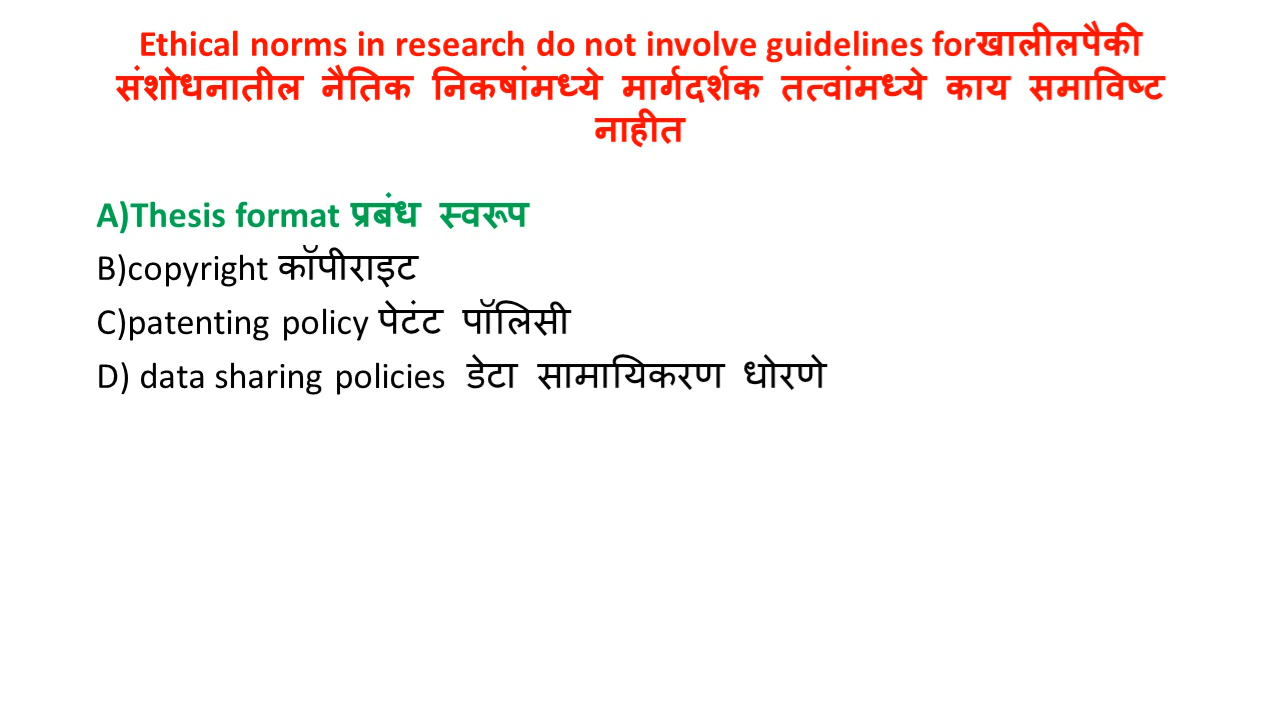 Ethical norms in research do not involve guidelines forखालीलपैकी
संशोधनातील नैतिक निकषांमध्ये मार्गदर्शक तत्वांमध्ये काय समाविष्ट
नाहीत
A)Thesis format प्रबंध स्वरूप
B)copyright कॉपीराइट
C)patenting policy पेटंट पॉलिसी
D) data sharing policies डेटा सामायिकरण धोरणे